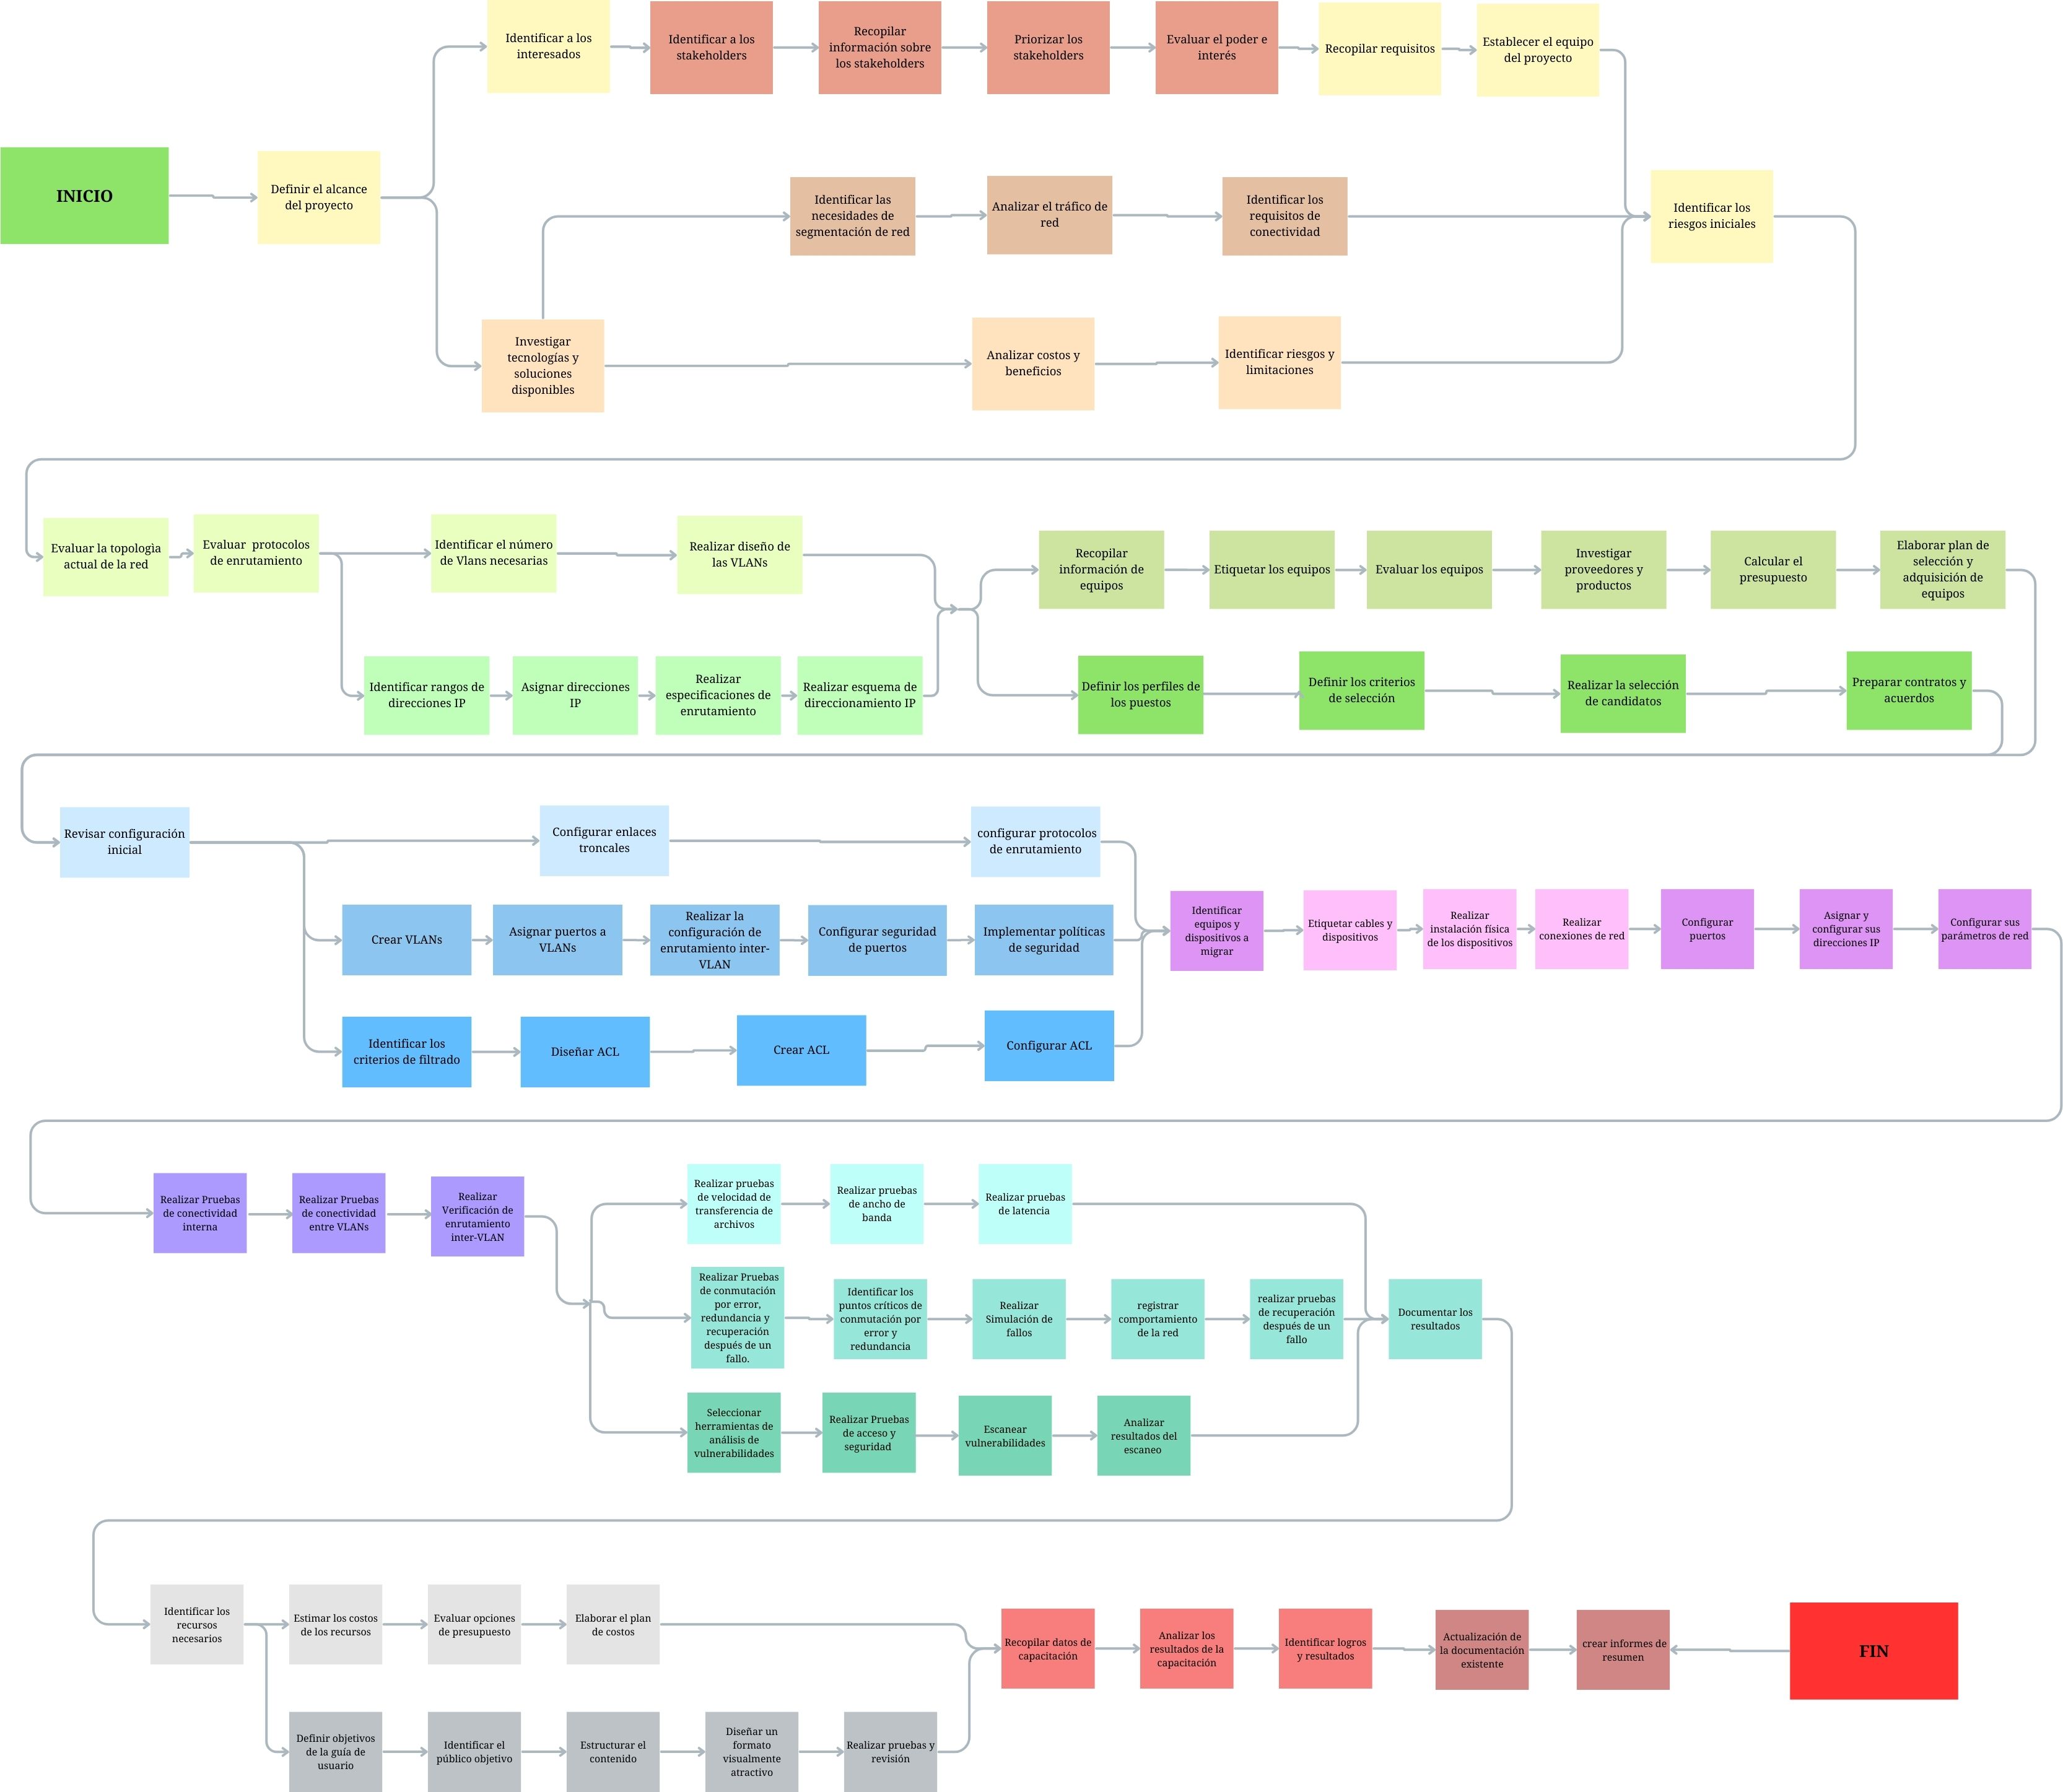 INICIO
Definir el alcance
del proyecto
Identificar a los
interesados
Identificar a los
stakeholders
Recopilar
información sobre
los stakeholders
Priorizar los
stakeholders
Evaluar el poder e
interés
Recopilar requisitos
Establecer el equipo
del proyecto
Identificar las
necesidades de
segmentación de red
Analizar el tráfico de
red
Identificar los
requisitos de
conectividad
Identificar los
riesgos iniciales
Investigar
tecnologías y
soluciones
disponibles
Analizar costos y
beneficios
Identificar riesgos y
limitaciones
Evaluar la topologia
actual de la red
Evaluar protocolos
de enrutamiento
Identificar el número
de Vlans necesarias
Realizar diseño de
las VLANs
Identificar rangos de
direcciones IP
Asignar direcciones
IP
Realizar
especificaciones de
enrutamiento
Realizar esquema de
direccionamiento IP
Recopilar
información de
equipos
Etiquetar los equipos
Evaluar los equipos
Investigar
proveedores y
productos
Calcular el
presupuesto
Elaborar plan de
selección y
adquisición de
equipos
Definir los perfiles de
los puestos
Definir los criterios
de selección
Realizar la selección
de candidatos
Preparar contratos y
acuerdos
Revisar configuración
inicial
Configurar enlaces
troncales
configurar protocolos
de enrutamiento
Crear VLANs
Asignar puertos a
VLANs
Realizar la
configuración de
enrutamiento inter-
VLAN
Configurar seguridad
de puertos
Implementar políticas
de seguridad
Identificar los
criterios de filtrado
Diseñar ACL
Crear ACL
Configurar ACL
Identificar
equipos y
dispositivos a
migrar
Etiquetar cables y
dispositivos
Realizar
instalación física
de los dispositivos
Realizar
conexiones de red
Configurar
puertos
Asignar y
configurar sus
direcciones IP
Configurar sus
parámetros de red
Realizar Pruebas
de conectividad
interna
Realizar Pruebas
de conectividad
entre VLANs
Realizar
Verificación de
enrutamiento
inter-VLAN
Realizar pruebas
de velocidad de
transferencia de
archivos
Realizar pruebas
de ancho de
banda
Realizar pruebas
de latencia
Realizar Pruebas
de conmutación
por error,
redundancia y
recuperación
después de un
fallo.
Identificar los
puntos críticos de
conmutación por
error y
redundancia
Realizar
Simulación de
fallos
registrar
comportamiento
de la red
realizar pruebas
de recuperación
después de un
fallo
Documentar los
resultados
Seleccionar
herramientas de
análisis de
vulnerabilidades
Realizar Pruebas
de acceso y
seguridad
Escanear
vulnerabilidades
Analizar
resultados del
escaneo
Identificar los
recursos
necesarios
Estimar los costos
de los recursos
Evaluar opciones
de presupuesto
Elaborar el plan
de costos
Definir objetivos
de la guía de
usuario
Identificar el
público objetivo
Estructurar el
contenido
Diseñar un
formato
visualmente
atractivo
Realizar pruebas y
revisión
Recopilar datos de
capacitación
Analizar los
resultados de la
capacitación
Identificar logros
y resultados
Actualización de
la documentación
existente
crear informes de
resumen
FIN